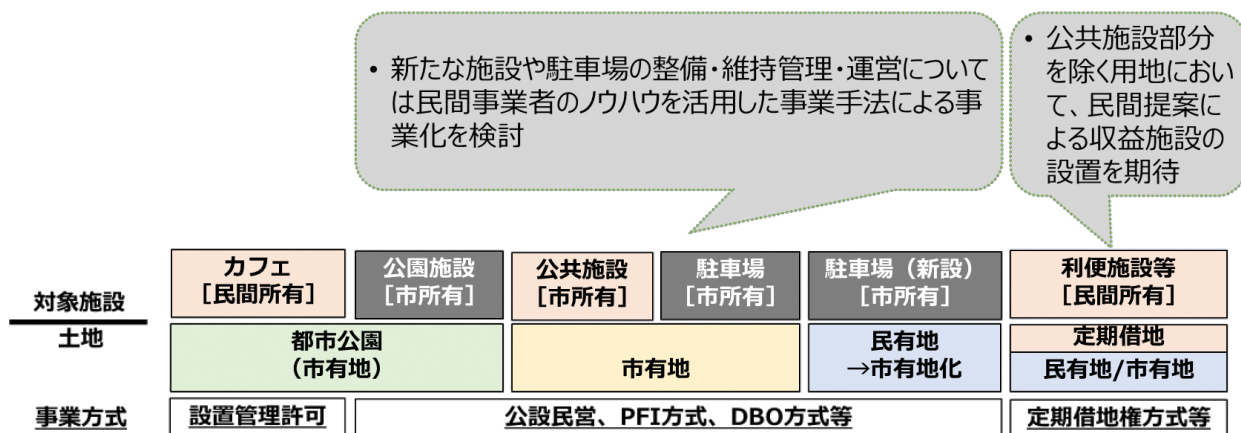 • 新たな施設や駐車場の整備・維持管理・運営について
は民間事業者のノウハウを活用した事業手法による事
業化を検討
• 公共施設部分
を除く用地におい
て、民間提案に
よる収益施設の
設置を期待
対象施設
カフェ
［民間所有］
公園施設
［市所有］
公共施設
［市所有］
駐車場
［市所有］
駐車場（新設）
［市所有］
利便施設等
［民間所有］
土地
都市公園
（市有地）
市有地
民有地
→市有地化
定期借地
民有地/市有地
事業方式
設置管理許可
公設民営、PFI方式、DBO方式等
定期借地権方式等